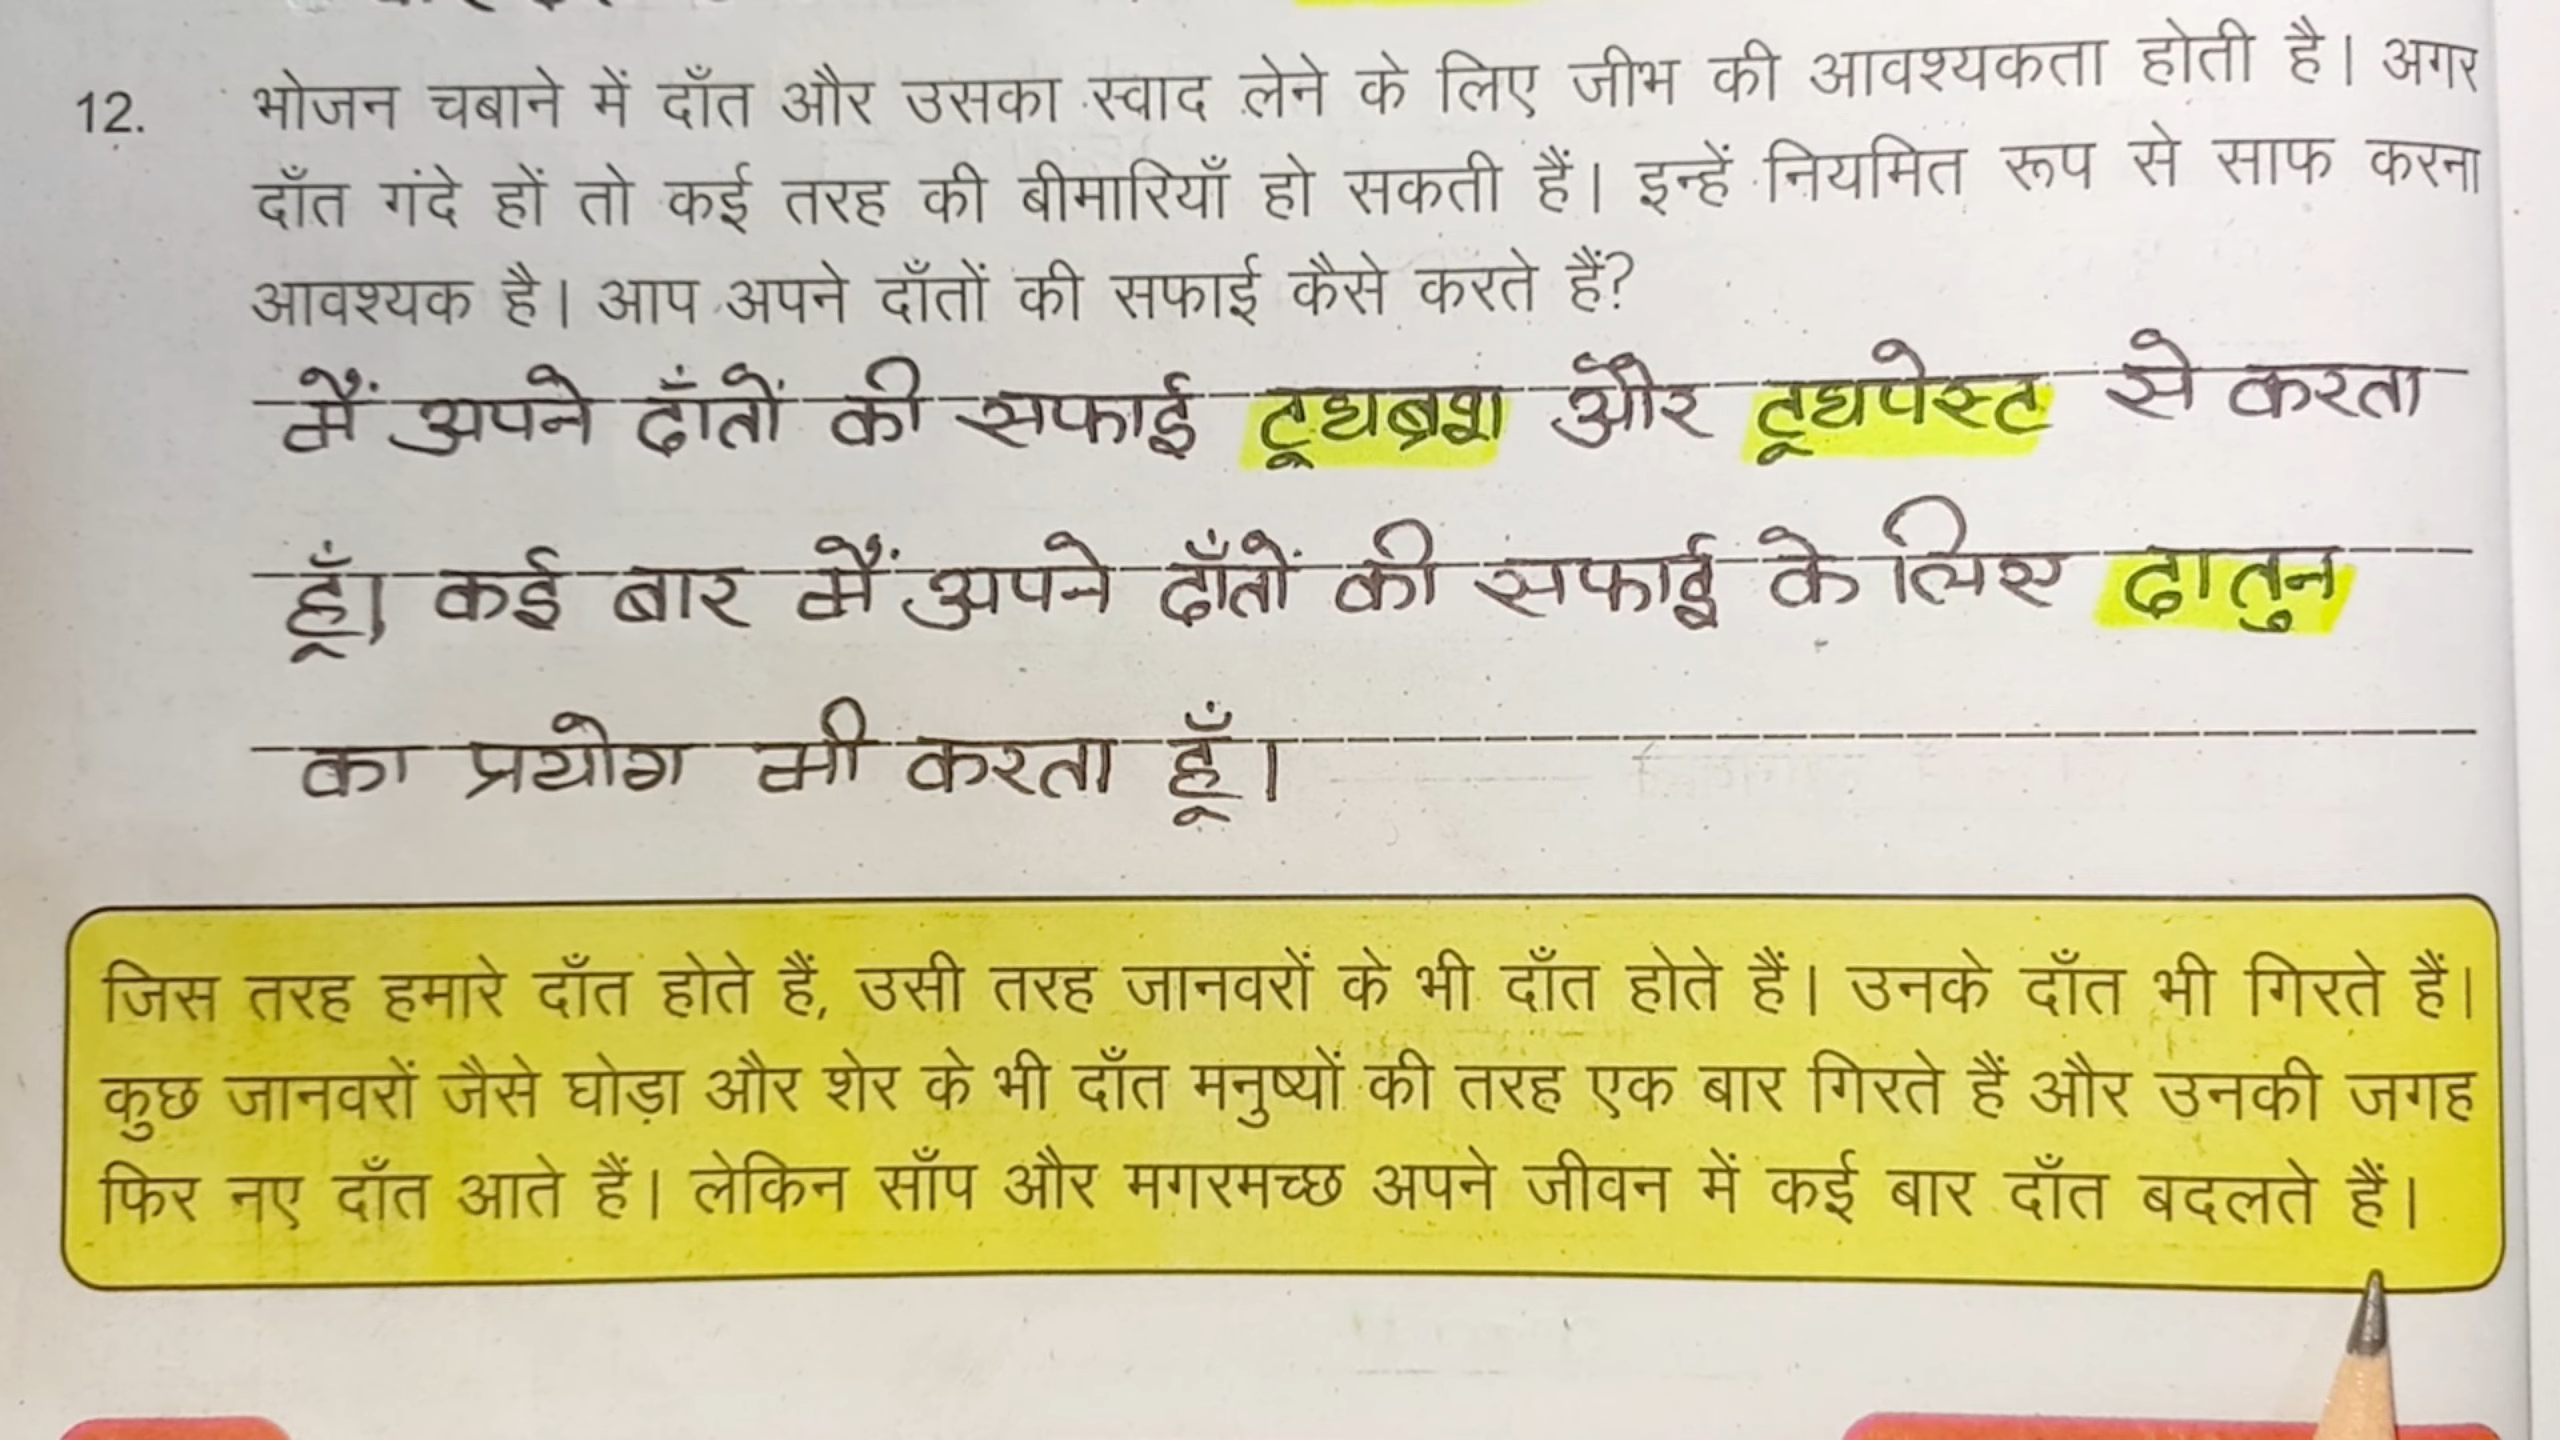 12. भोजन चबाने में दाँत और उसका स्वाद लेने के लिए जीभ की आवश्यकता होती है। अगर
दाँत गंदे हों तो कई तरह की बीमारियाँ हो सकती हैं। इन्हें नियमित रूप से साफ करना
आवश्यक है। आप अपने दाँतों की सफाई कैसे करते हैं?
मैं अपने दाँतों की सफाई टूथब्रश और टूथपेस्ट से करता
हूँ। कई बार मैं अपने दाँतों की सफाई के लिए दातुन
का प्रयोग भी करता हूँ।
जिस तरह हमारे दाँत होते हैं, उसी तरह जानवरों के भी दाँत होते हैं। उनके दाँत भी गिरते हैं।
कुछ जानवरों जैसे घोड़ा और शेर के भी दाँत मनुष्यों की तरह एक बार गिरते हैं और उनकी जगह
फिर नए दाँत आते हैं। लेकिन साँप और मगरमच्छ अपने जीवन में कई बार दाँत बदलते हैं।